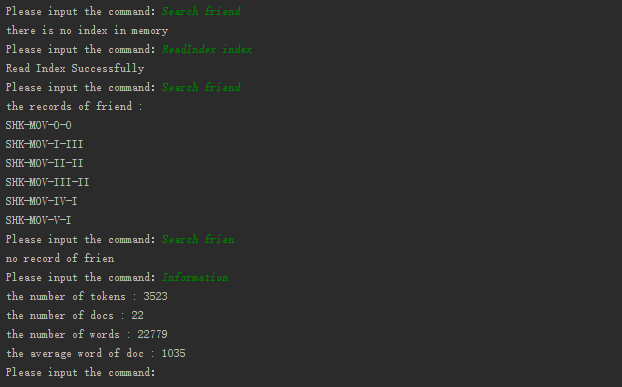 Please input the command: Search friend
there is no index in memory
Please input the command: ReadIndex index
Read Index Successfully
Please input the command: Search friend
the records of friend :
SHK-MOV-0-0
SHK-MOV-I-III
SHK-MOV-II-II
SHK-MOV-III-II
SHK-MOV-IV-I
SHK-MOV-V-I
Please input the command: Search frien
no record of frien
Please input the command: Information
the number of tokens : 3523
the number of docs : 22
the number of words : 22779
the average word of doc : 1035
Please input the command: